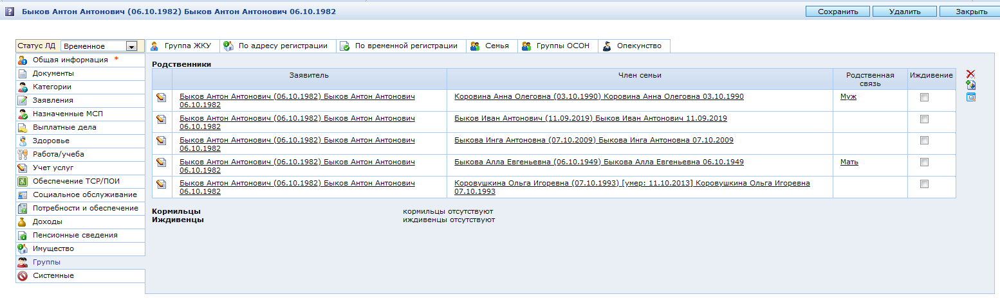 Быков Антон Антонович (06.10.1982) Быков Антон Антонович 06.10.1982
Сохранить
Удалить
Закрыть
Статус ЛД
Временное
Группа ЖКУ
По адресу регистрации
По временной регистрации
Семья
Группы ОСОН
Опекунство
Общая информация *
Документы
Категории
Заявления
Назначенные МСП
Выплатные дела
Здоровье
Работа/учеба
Учет услуг
Обеспечение ТСР/ПОИ
Социальное обслуживание
Потребности и обеспечение
Доходы
Пенсионные сведения
Имущество
Группы
Системные
Родственники
Заявитель
Член семьи
Родственная
связь
Иждивение
Быков Антон Антонович (06.10.1982) Быков Антон Антонович
06.10.1982
Коровина Анна Олеговна (03.10.1990) Коровина Анна Олеговна 03.10.1990
Муж
Быков Антон Антонович (06.10.1982) Быков Антон Антонович
06.10.1982
Быков Иван Антонович (11.09.2019) Быков Иван Антонович 11.09.2019
Быков Антон Антонович (06.10.1982) Быков Антон Антонович
06.10.1982
Быкова Инга Антоновна (07.10.2009) Быкова Инга Антоновна 07.10.2009
Быков Антон Антонович (06.10.1982) Быков Антон Антонович
06.10.1982
Быкова Алла Евгеньевна (06.10.1949) Быкова Алла Евгеньевна 06.10.1949
Мать
Быков Антон Антонович (06.10.1982) Быков Антон Антонович
06.10.1982
Коровушкина Ольга Игоревна (07.10.1993) [умер: 11.10.2013] Коровушкина Ольга Игоревна
07.10.1993
Кормильцы
кормильцы отсутствуют
Иждивенцы
иждивенцы отсутствуют